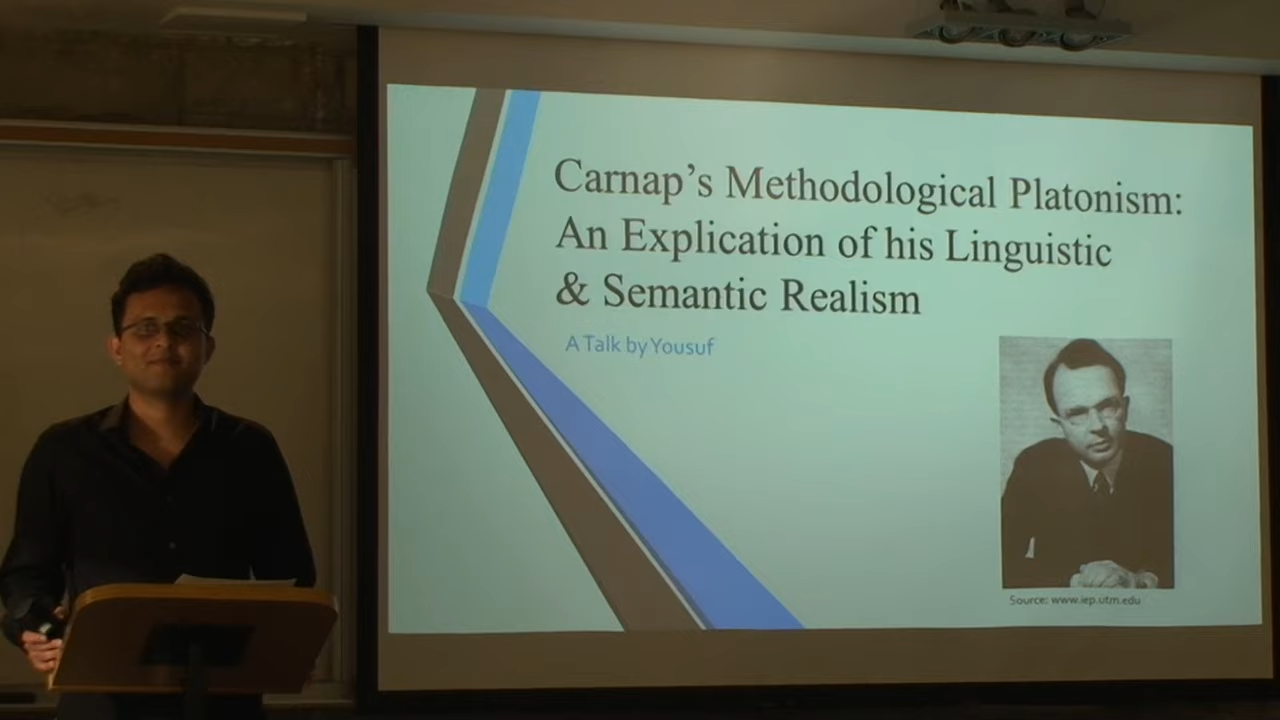 Carnap's Methodological Platonism:
An Explication of his Linguistic
& Semantic Realism
A Talk by Yousuf
Source: www.iep.utm.edu